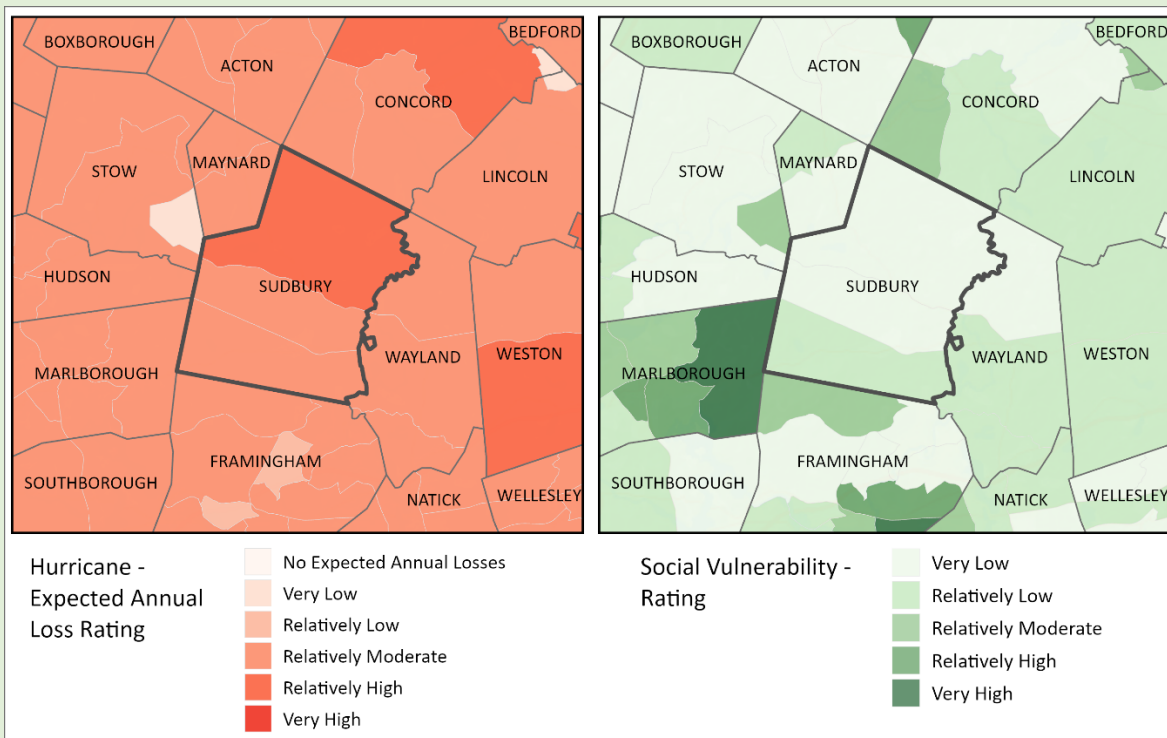 BEDFORD
BOXBOROUGH
ACTON
CONCORD
MAYNARD
STOW
LINCOLN
HUDSON
SUDBURY
WAYLAND
WESTON
MARLBOROUGH
FRAMINGHAM
SOUTHBOROUGH
NATICK
WELLESLEY
Hurricane -
Expected Annual
Loss Rating
No Expected Annual Losses
Very Low
Relatively Low
Relatively Moderate
Relatively High
Very High
BEDFORD
BOXBOROUGH
ACTON
CONCORD
MAYNARD
STOW
LINCOLN
HUDSON
SUDBURY
WAYLAND
WESTON
MARLBOROUGH
FRAMINGHAM
SOUTHBOROUGH
NATICK
WELLESLEY
Social Vulnerability -
Rating
Very Low
Relatively Low
Relatively Moderate
Relatively High
Very High